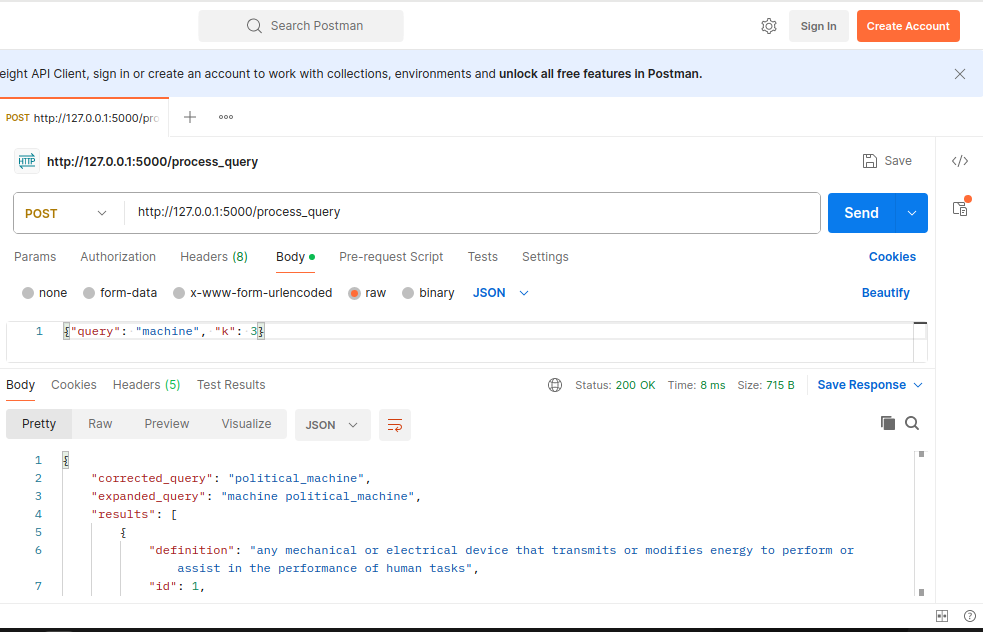 Search Postman
Sign In
Create Account
eight API Client, sign in or create an account to work with collections, environments and unlock all free features in Postman.
POST http://127.0.0.1:5000/pro
HTTP http://127.0.0.1:5000/process_query
Save
</>
POST http://127.0.0.1:5000/process_query
Send
Params Authorization Headers (8) Body Pre-request Script Tests Settings Cookies
none form-data x-www-form-urlencoded raw binary JSON Beautify
1 {"query": "machine", "k": 3}
Body Cookies Headers (5) Test Results Status: 200 OK Time: 8 ms Size: 715 B Save Response
Pretty Raw Preview Visualize JSON
1 {
2 "corrected_query": "political_machine",
3 "expanded_query": "machine political_machine",
4 "results": [
5 {
6 "definition": "any mechanical or electrical device that transmits or modifies energy to perform or
assist in the performance of human tasks",
7 "id": 1,